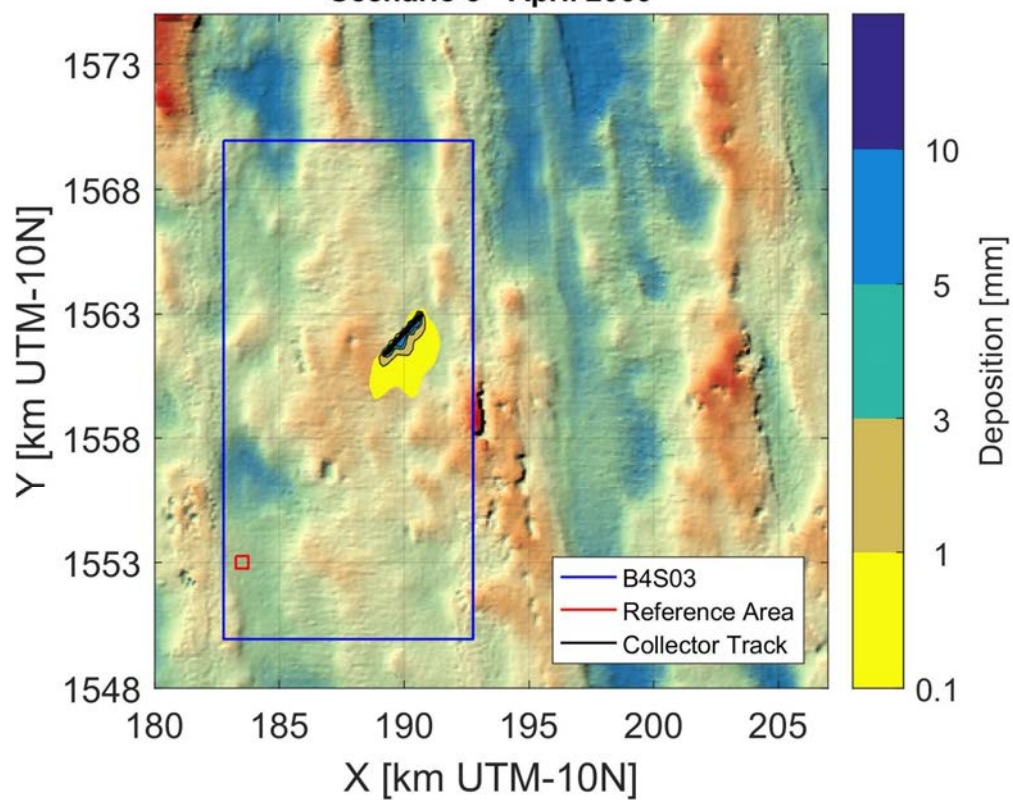 1573
1568
1563
1558
1553
1548
180
185
190
195
200
205
Y [km UTM-10N]
X [km UTM-10N]
B4S03
Reference Area
Collector Track
10
5
3
1
0.1
Deposition [mm]